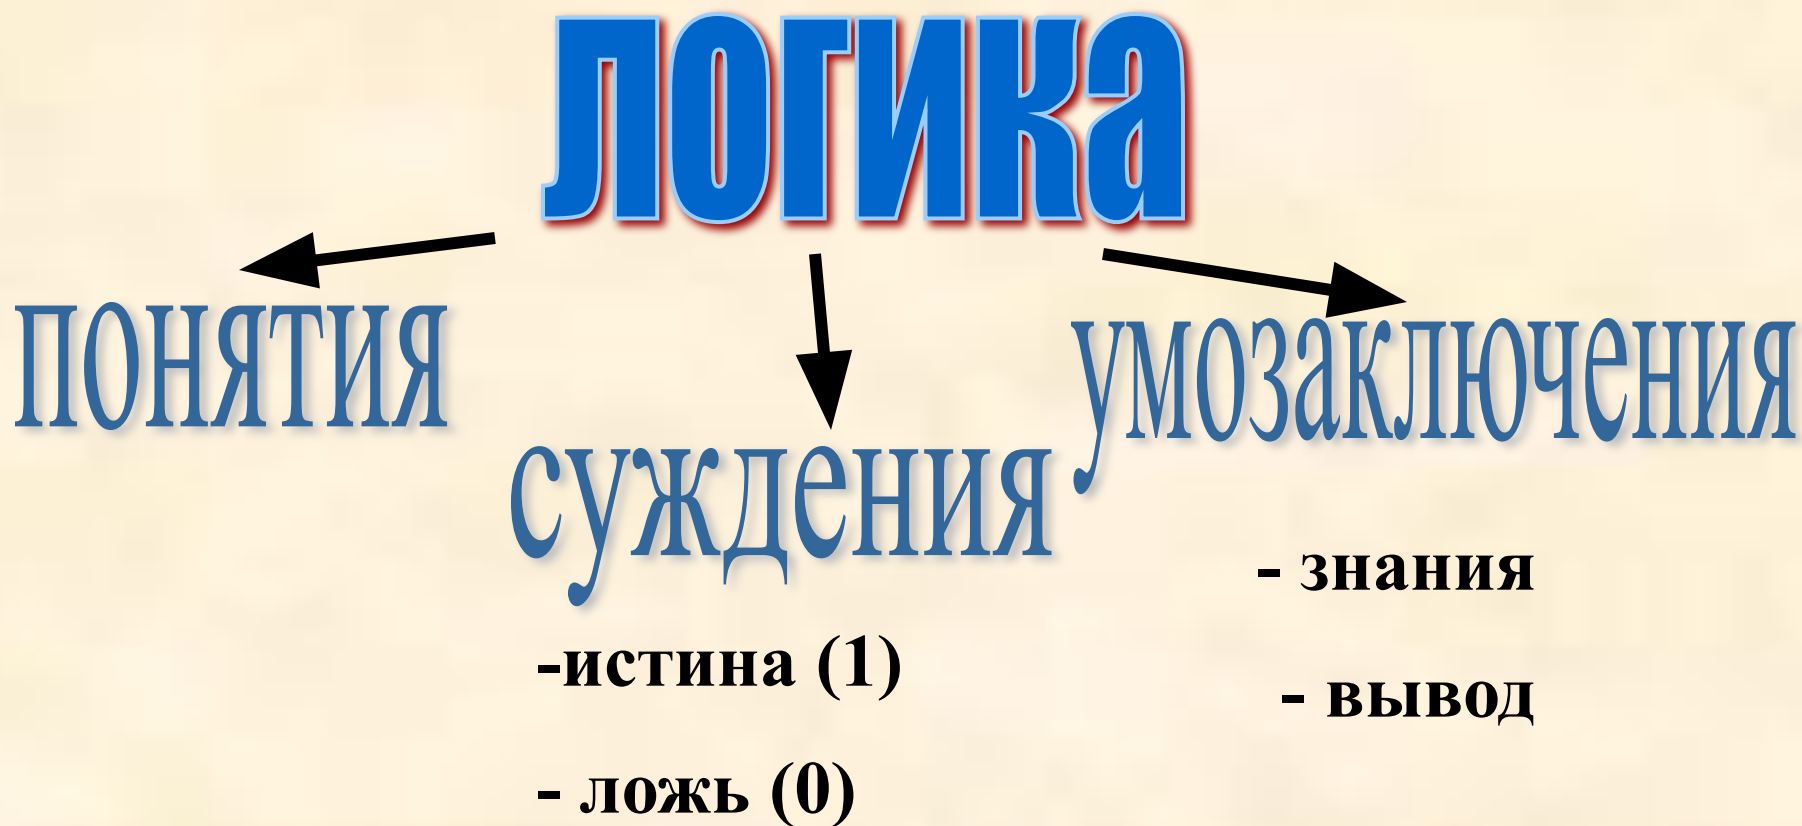 логика
понятия
суждения
умозаключения
-истина (1)
- ложь (0)
- знания
- вывод